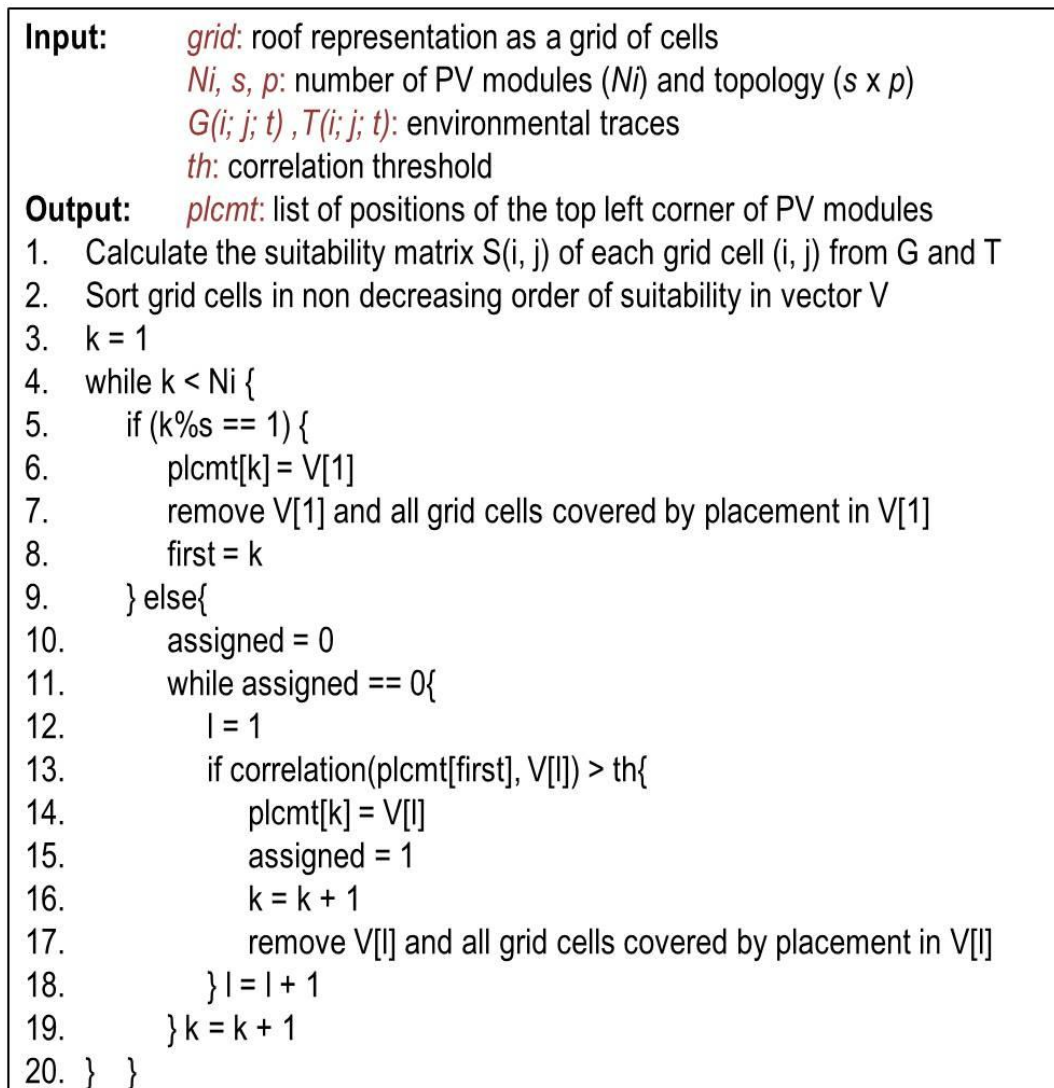 Input: grid: roof representation as a grid of cells
Ni, s, p: number of PV modules (Ni) and topology (s x p)
G(i; j; t) ,T(i; j; t): environmental traces
th: correlation threshold
Output: plcmt: list of positions of the top left corner of PV modules
1. Calculate the suitability matrix S(i, j) of each grid cell (i, j) from G and T
2. Sort grid cells in non decreasing order of suitability in vector V
3. k = 1
4. while k < Ni {
5. if (k%s == 1) {
6. plcmt[k] = V[1]
7. remove V[1] and all grid cells covered by placement in V[1]
8. first = k
9. } else{
10. assigned = 0
11. while assigned == 0{
12. l = 1
13. if correlation(plcmt[first], V[l]) > th{
14. plcmt[k] = V[l]
15. assigned = 1
16. k = k + 1
17. remove V[l] and all grid cells covered by placement in V[l]
18. } l = l + 1
19. } k = k + 1
20. } }